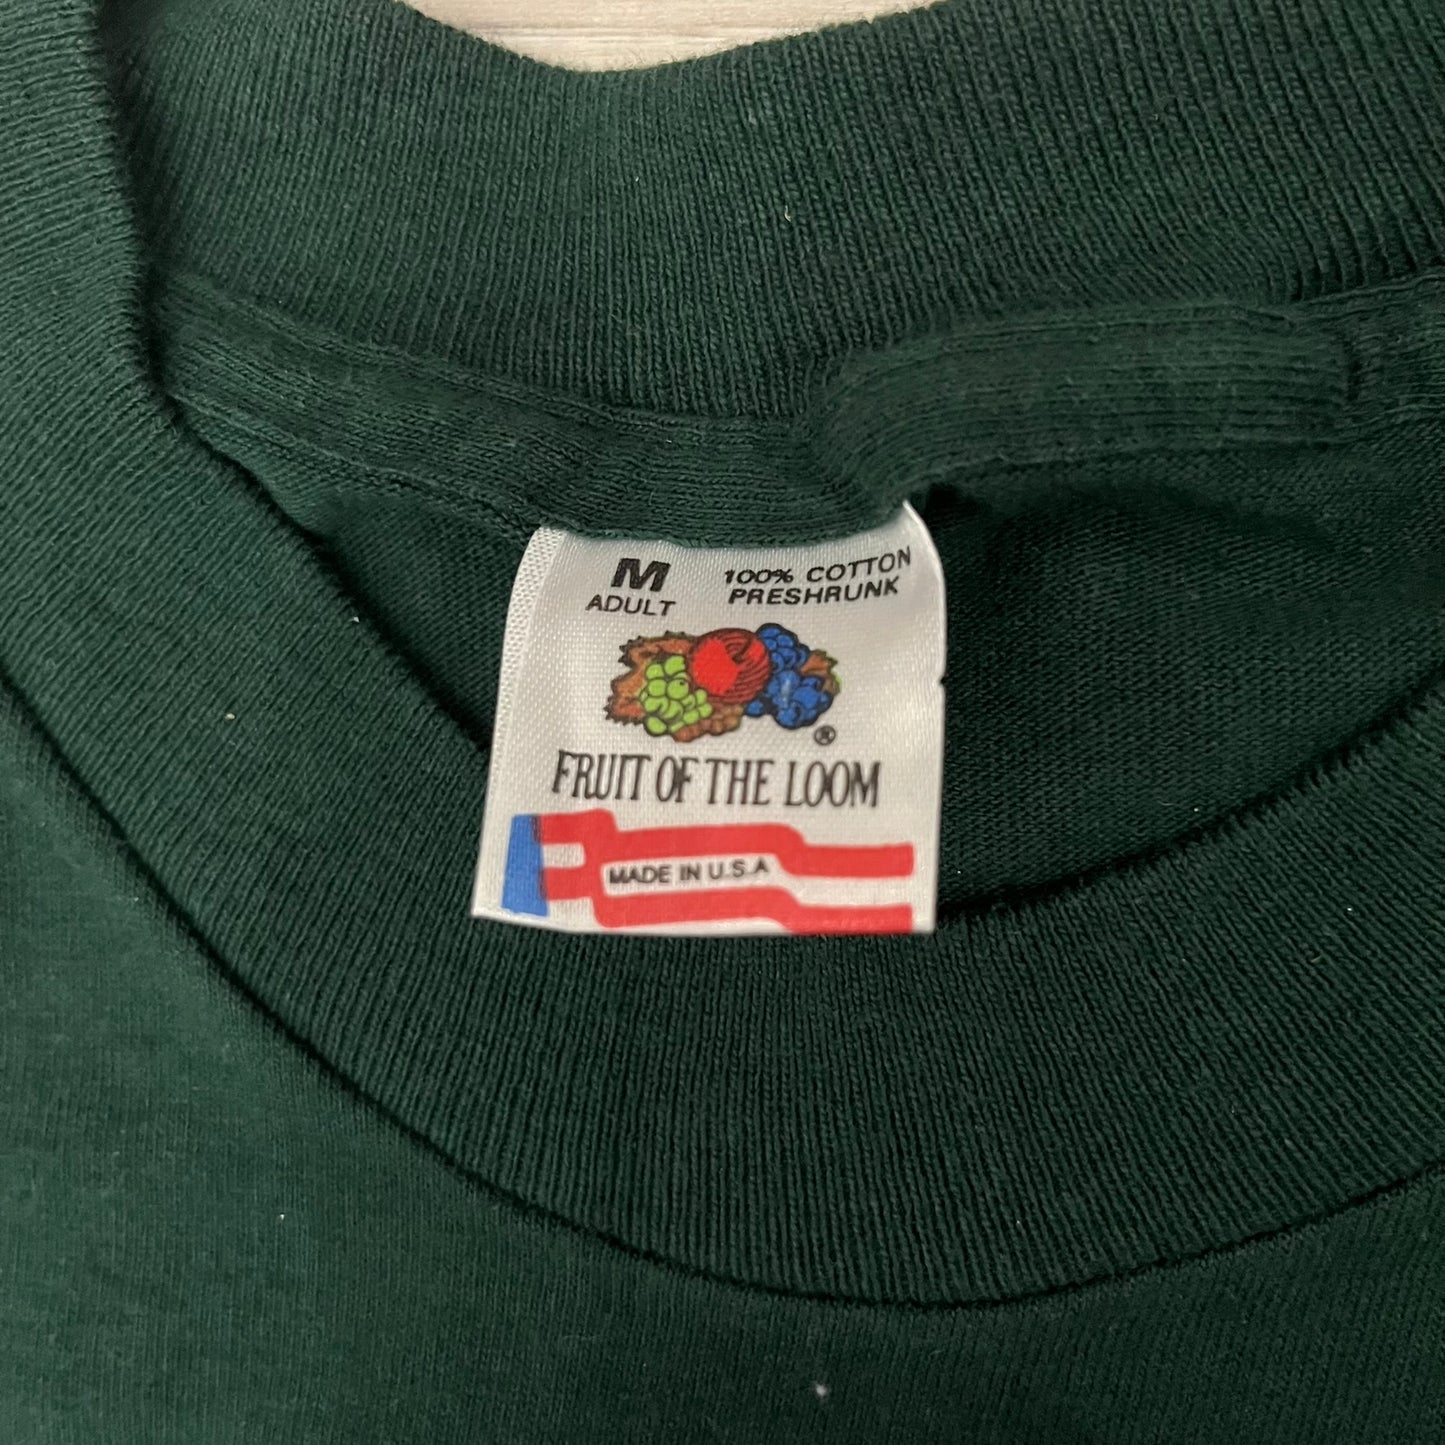 M
ADULT
100% COTTON
PRESHRUNK
®
FRUIT OF THE LOOM
MADE IN U.S.A